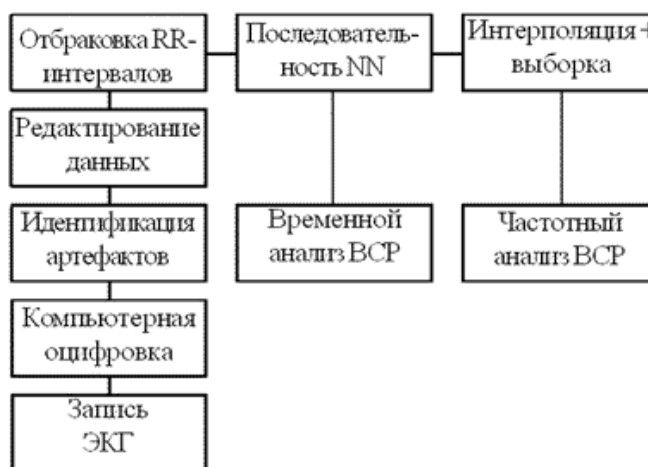 Отбраковка RR-
интервалов
Последователь-
ность NN
Интерполяция +
выборка
Редактирование
данных
Идентификация
артефактов
Временной
анализ ВСР
Частотный
анализ ВСР
Компьютерная
оцифровка
Запись
ЭКГ